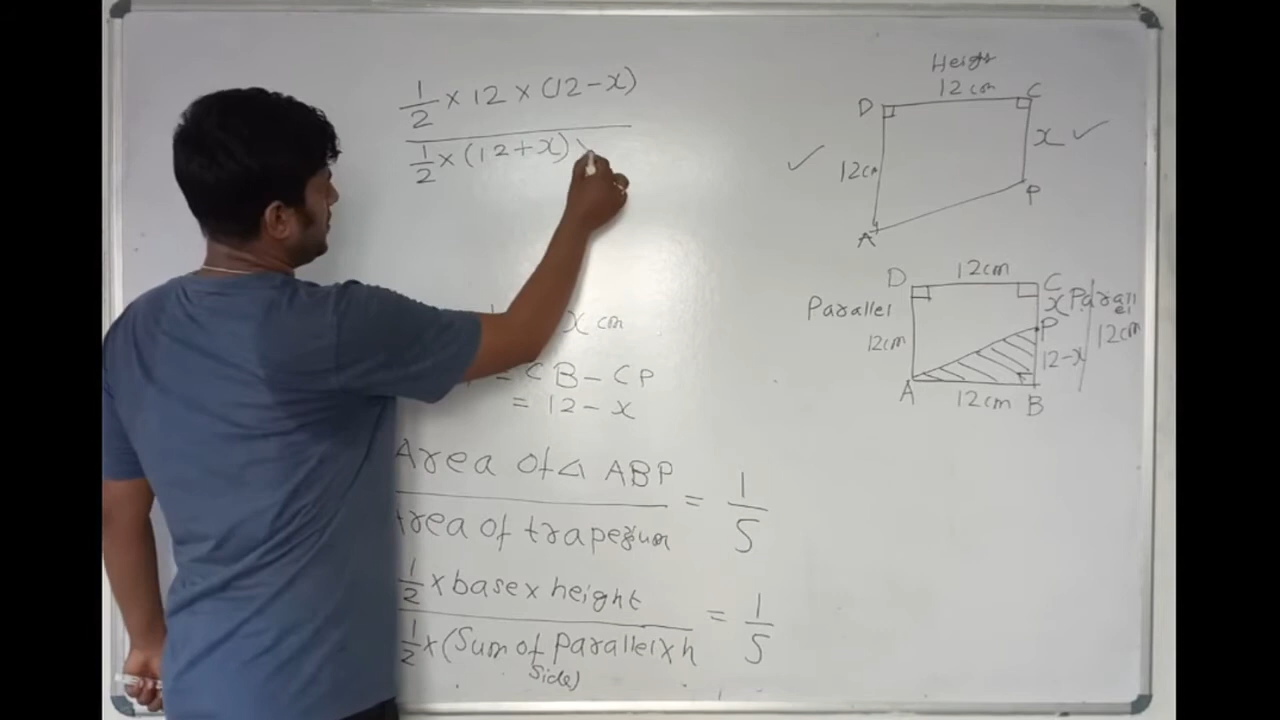 1/2 × 12 × (12-x)
1/2 × (12+x) ×
x cm
= CB - CP
= 12 - x
Area of △ ABP
Area of trapezium
= 1/5
1/2 × base × height
1/2 × (Sum of Parallel × h
Side)
= 1/5
Height
12 cm
D
C
12cm
x ✓
✓
P
A
D
12cm
C
Parallel
x Parallel
12cm
P
12cm
12-x
A
12cm
B